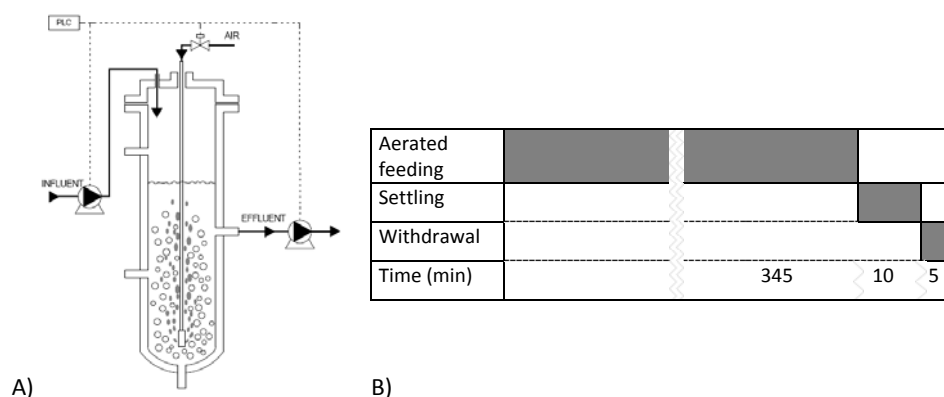 PLC
AIR
INFLUENT
EFFLUENT
Aerated
feeding
Settling
Withdrawal
Time (min) 345 10 5
A) B)